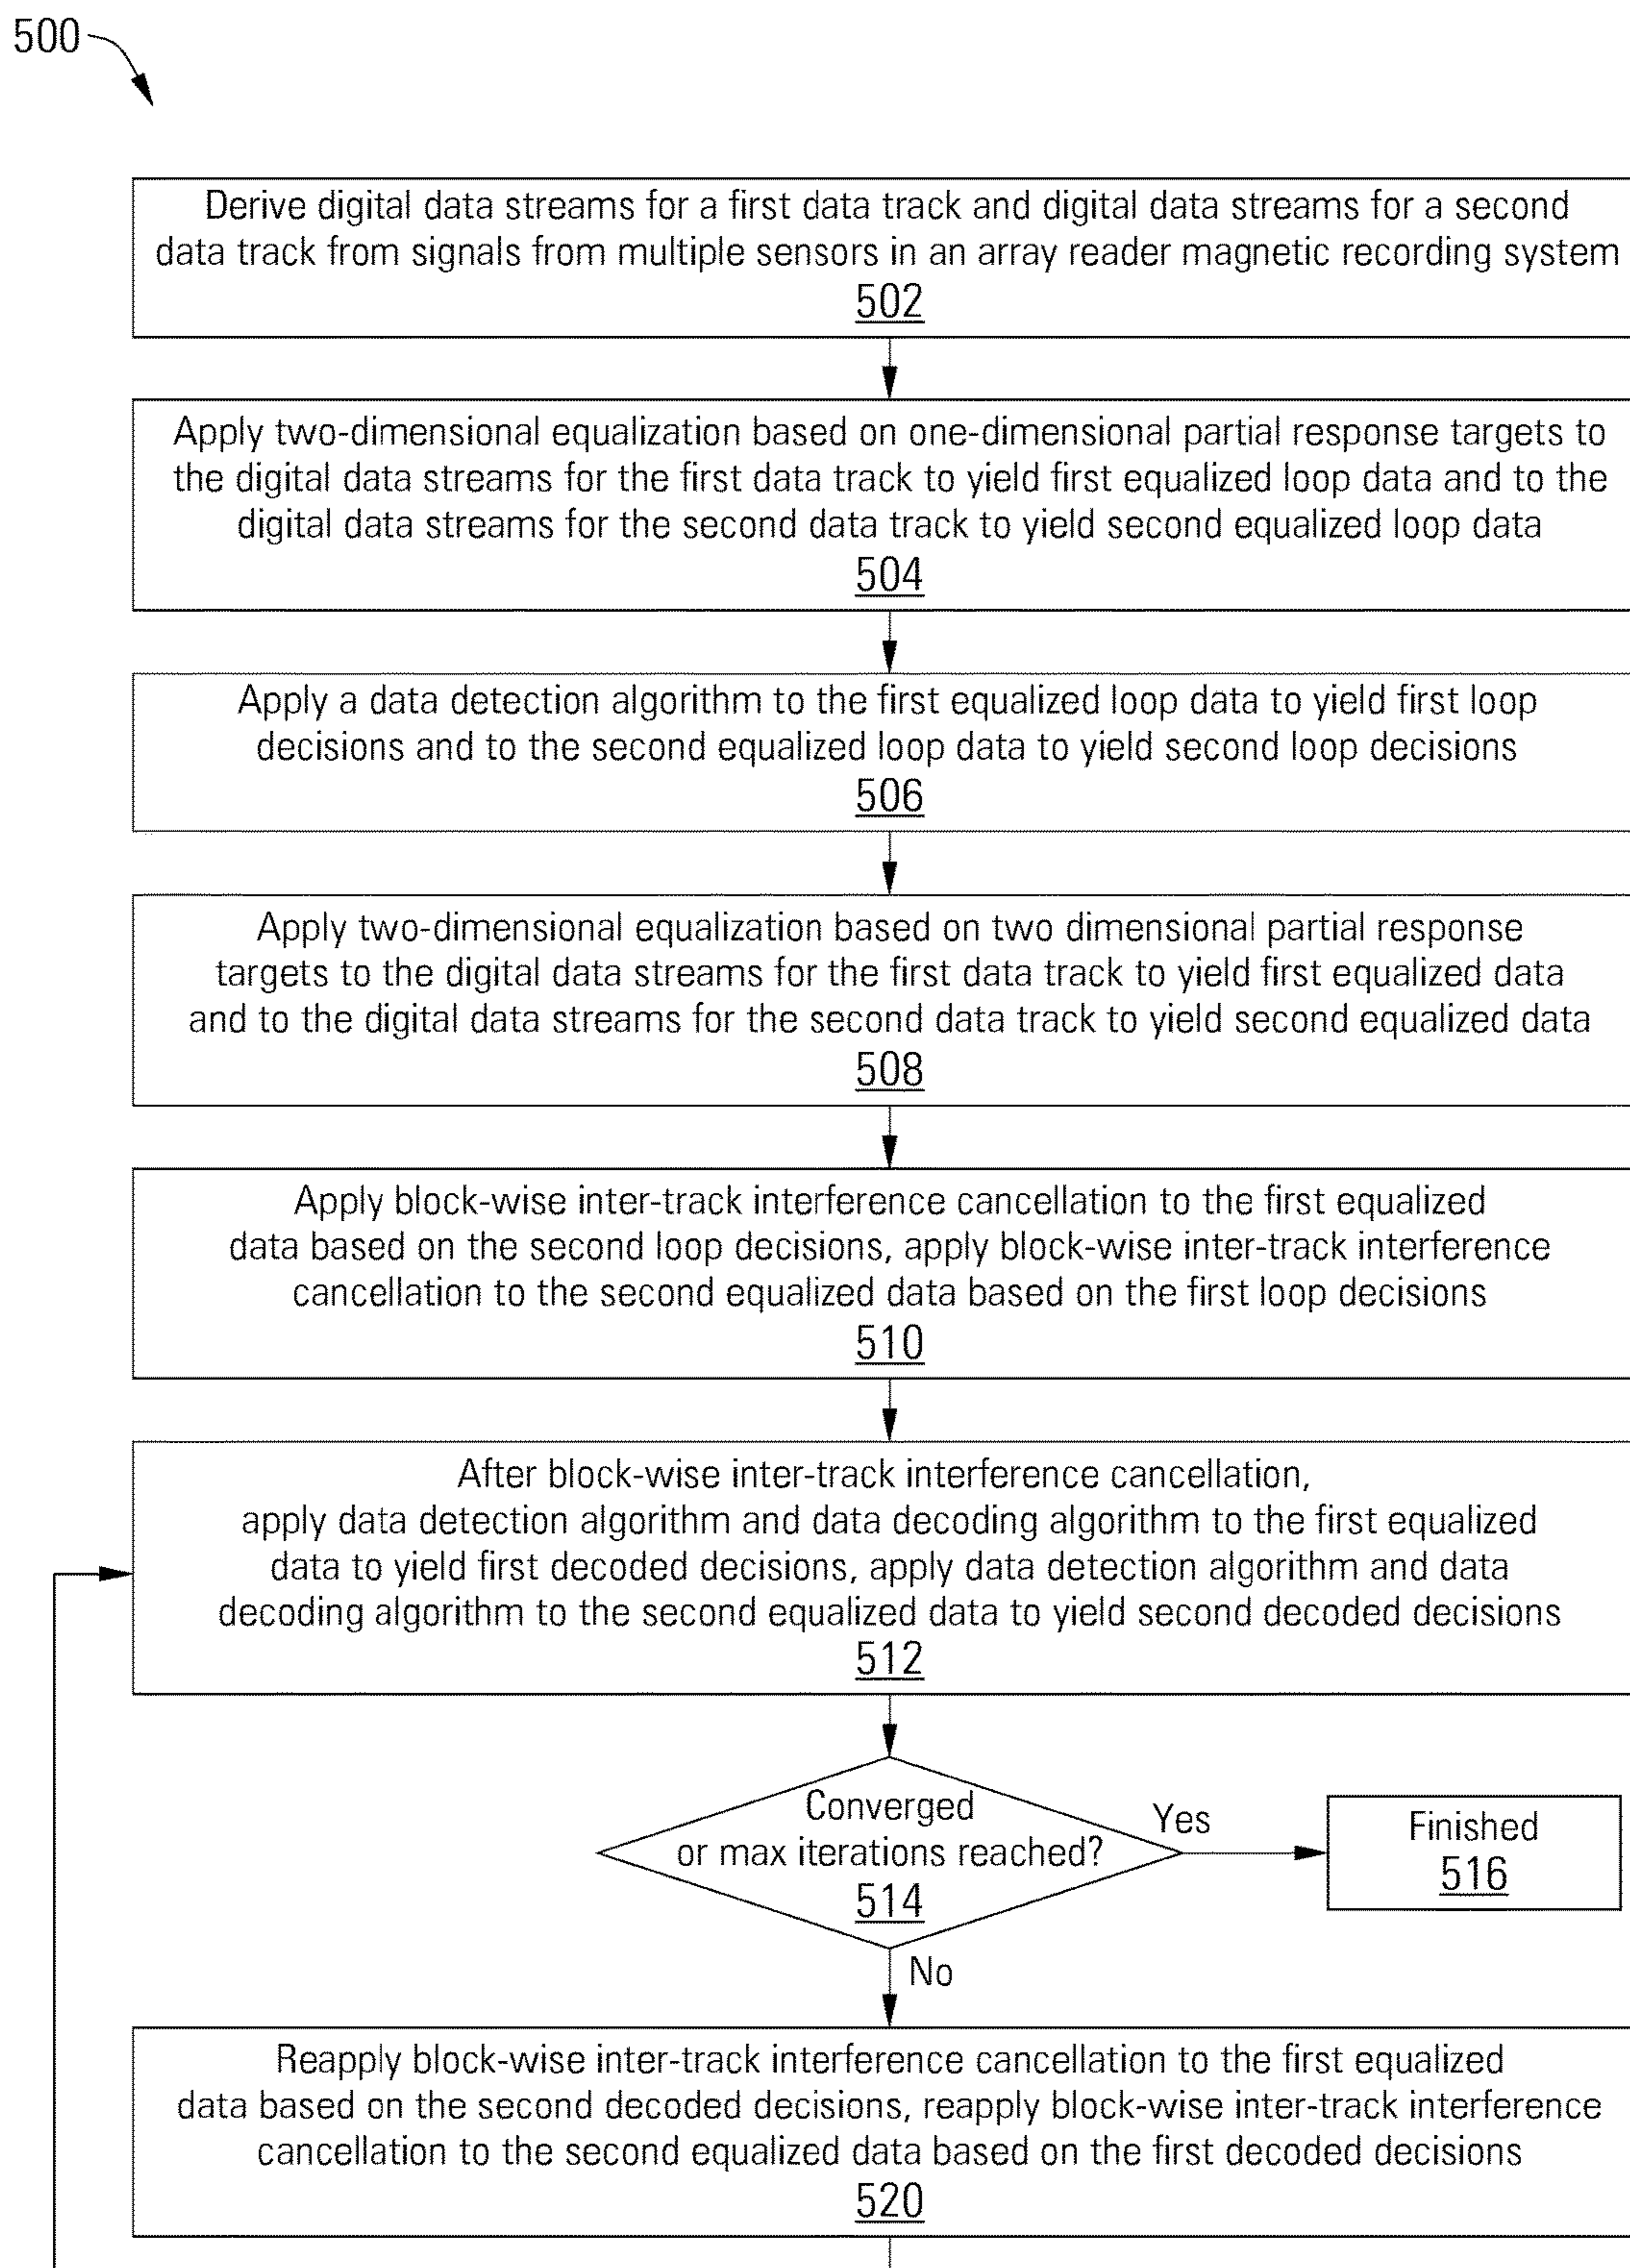 500
Derive digital data streams for a first data track and digital data streams for a second
data track from signals from multiple sensors in an array reader magnetic recording system
502
Apply two-dimensional equalization based on one-dimensional partial response targets to
the digital data streams for the first data track to yield first equalized loop data and to the
digital data streams for the second data track to yield second equalized loop data
504
Apply a data detection algorithm to the first equalized loop data to yield first loop
decisions and to the second equalized loop data to yield second loop decisions
506
Apply two-dimensional equalization based on two dimensional partial response
targets to the digital data streams for the first data track to yield first equalized data
and to the digital data streams for the second data track to yield second equalized data
508
Apply block-wise inter-track interference cancellation to the first equalized
data based on the second loop decisions, apply block-wise inter-track interference
cancellation to the second equalized data based on the first loop decisions
510
After block-wise inter-track interference cancellation,
apply data detection algorithm and data decoding algorithm to the first equalized
data to yield first decoded decisions, apply data detection algorithm and data
decoding algorithm to the second equalized data to yield second decoded decisions
512
Converged
or max iterations reached?
514
Yes
Finished
516
No
Reapply block-wise inter-track interference cancellation to the first equalized
data based on the second decoded decisions, reapply block-wise inter-track interference
cancellation to the second equalized data based on the first decoded decisions
520